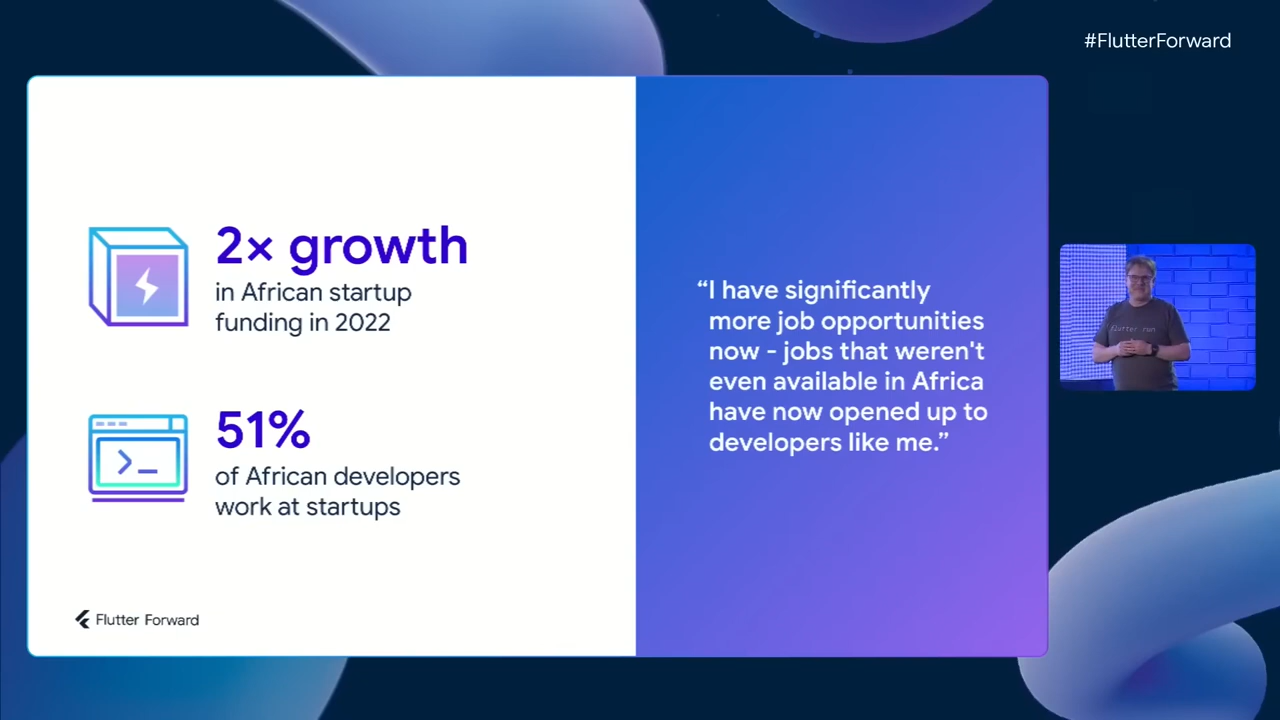 #FlutterForward
2× growth
in African startup
funding in 2022
51%
of African developers
work at startups
Flutter Forward
“I have significantly
more job opportunities
now - jobs that weren't
even available in Africa
have now opened up to
developers like me.”
flutter run